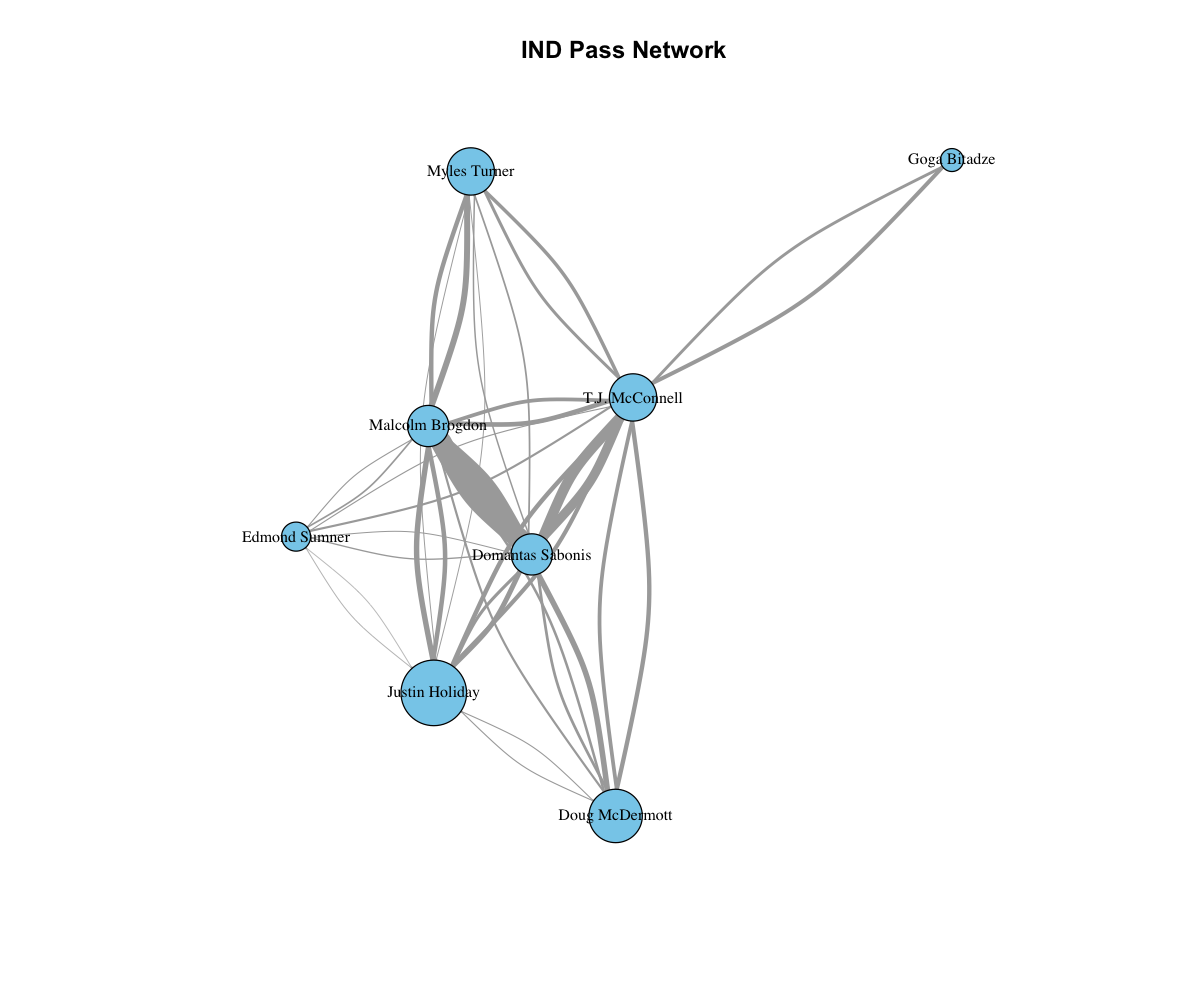 IND Pass Network
Goga Bitadze
Myles Turner
T.J. McConnell
Malcolm Brogdon
Edmond Sumner
Domantas Sabonis
Justin Holiday
Doug McDermott